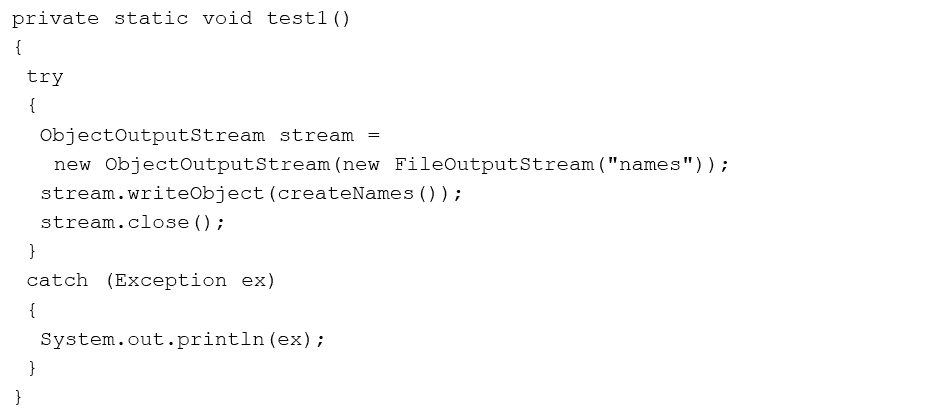 private static void test1()
{
 try
 {
  ObjectOutputStream stream =
   new ObjectOutputStream(new FileOutputStream("names"));
  stream.writeObject(createNames());
  stream.close();
 }
 catch (Exception ex)
 {
  System.out.println(ex);
 }
}